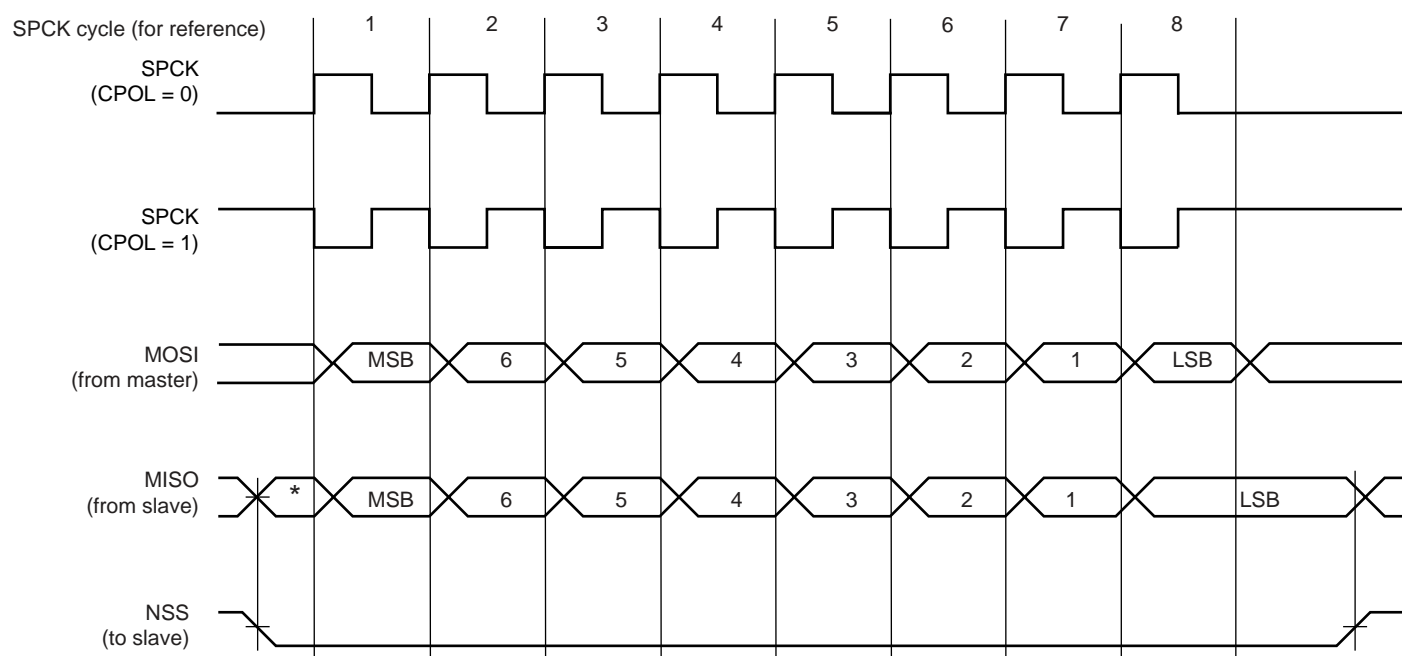 SPCK cycle (for reference) 1 2 3 4 5 6 7 8
SPCK
(CPOL = 0)
SPCK
(CPOL = 1)
MOSI
(from master)
MSB 6 5 4 3 2 1 LSB
MISO
(from slave)
* MSB 6 5 4 3 2 1 LSB
NSS
(to slave)